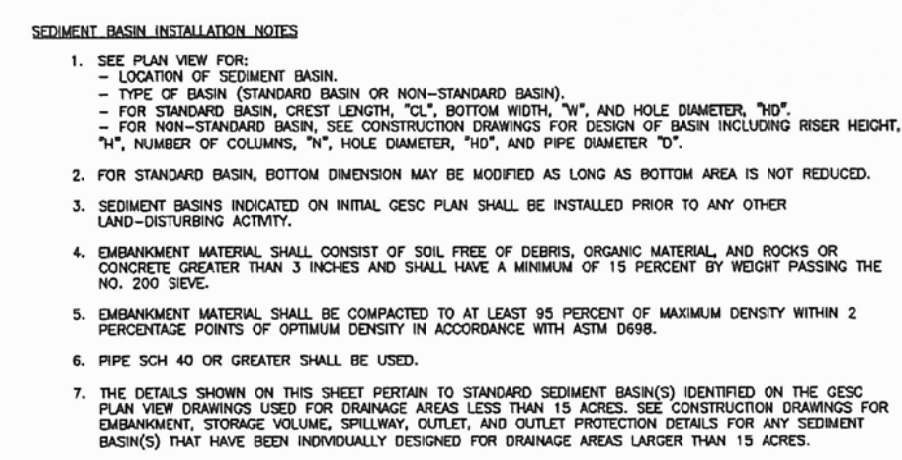 SEDIMENT BASIN INSTALLATION NOTES
1. SEE PLAN VIEW FOR:
– LOCATION OF SEDIMENT BASIN.
– TYPE OF BASIN (STANDARD BASIN OR NON–STANDARD BASIN).
– FOR STANDARD BASIN, CREST LENGTH, "CL", BOTTOM WIDTH, "W", AND HOLE DIAMETER, "HD".
– FOR NON–STANDARD BASIN, SEE CONSTRUCTION DRAWINGS FOR DESIGN OF BASIN INCLUDING RISER HEIGHT,
"H", NUMBER OF COLUMNS, "N", HOLE DIAMETER, "HD", AND PIPE DIAMETER "D".
2. FOR STANDARD BASIN, BOTTOM DIMENSION MAY BE MODIFIED AS LONG AS BOTTOM AREA IS NOT REDUCED.
3. SEDIMENT BASINS INDICATED ON INITIAL GESC PLAN SHALL BE INSTALLED PRIOR TO ANY OTHER
LAND–DISTURBING ACTIVITY.
4. EMBANKMENT MATERIAL SHALL CONSIST OF SOIL FREE OF DEBRIS, ORGANIC MATERIAL, AND ROCKS OR
CONCRETE GREATER THAN 3 INCHES AND SHALL HAVE A MINIMUM OF 15 PERCENT BY WEIGHT PASSING THE
NO. 200 SIEVE.
5. EMBANKMENT MATERIAL SHALL BE COMPACTED TO AT LEAST 95 PERCENT OF MAXIMUM DENSITY WITHIN 2
PERCENTAGE POINTS OF OPTIMUM DENSITY IN ACCORDANCE WITH ASTM D698.
6. PIPE SCH 40 OR GREATER SHALL BE USED.
7. THE DETAILS SHOWN ON THIS SHEET PERTAIN TO STANDARD SEDIMENT BASIN(S) IDENTIFIED ON THE GESC
PLAN VIEW DRAWINGS USED FOR DRAINAGE AREAS LESS THAN 15 ACRES. SEE CONSTRUCTION DRAWINGS FOR
EMBANKMENT, STORAGE VOLUME, SPILLWAY, OUTLET, AND OUTLET PROTECTION DETAILS FOR ANY SEDIMENT
BASIN(S) THAT HAVE BEEN INDIVIDUALLY DESIGNED FOR DRAINAGE AREAS LARGER THAN 15 ACRES.